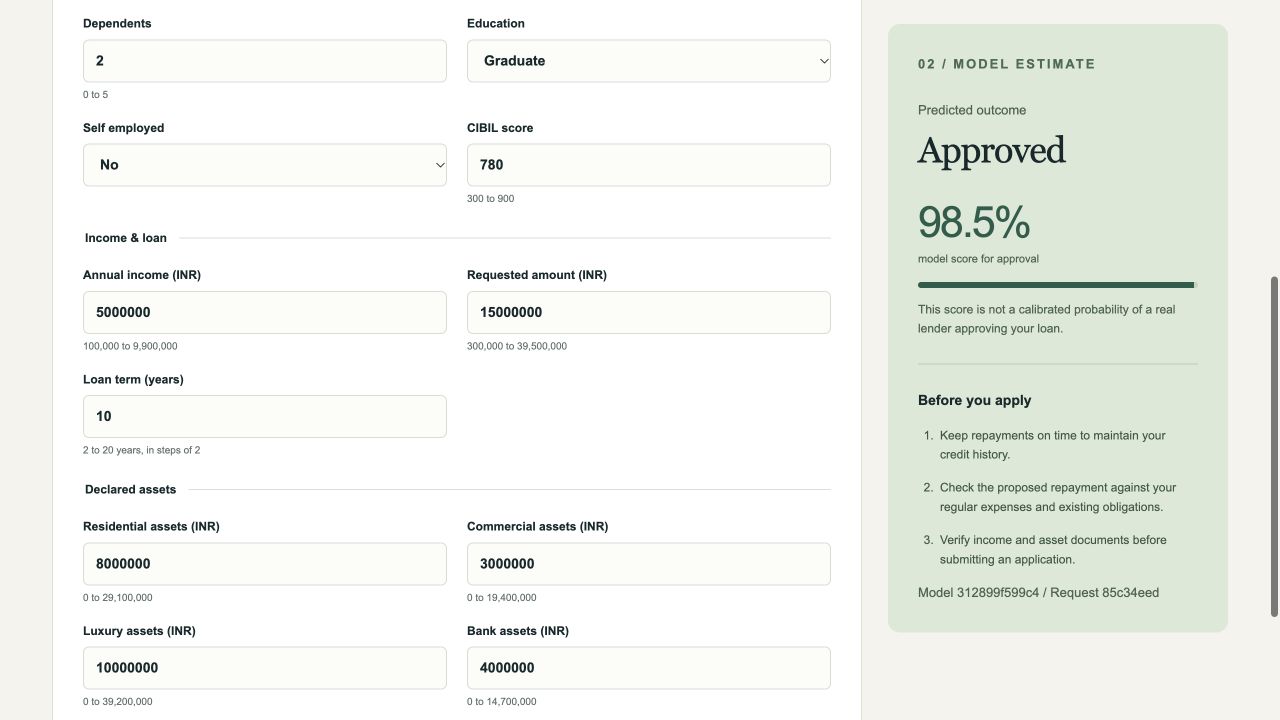 Dependents
Education
2
Graduate
0 to 5
Self employed
CIBIL score
No
780
300 to 900
Income & loan
Annual income (INR)
Requested amount (INR)
5000000
15000000
100,000 to 9,900,000
300,000 to 39,500,000
Loan term (years)
10
2 to 20 years, in steps of 2
Declared assets
Residential assets (INR)
Commercial assets (INR)
8000000
3000000
0 to 29,100,000
0 to 19,400,000
Luxury assets (INR)
Bank assets (INR)
10000000
4000000
0 to 39,200,000
0 to 14,700,000
02 / MODEL ESTIMATE
Predicted outcome
Approved
98.5%
model score for approval
This score is not a calibrated probability of a real
lender approving your loan.
Before you apply
1. Keep repayments on time to maintain your
credit history.
2. Check the proposed repayment against your
regular expenses and existing obligations.
3. Verify income and asset documents before
submitting an application.
Model 312899f599c4 / Request 85c34eed